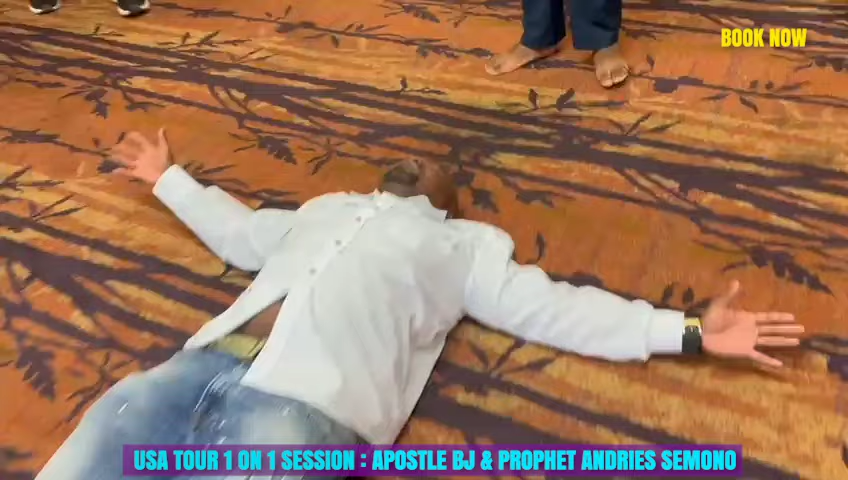 BOOK NOW
USA TOUR 1 ON 1 SESSION : APOSTLE BJ & PROPHET ANDRIES SEMONO